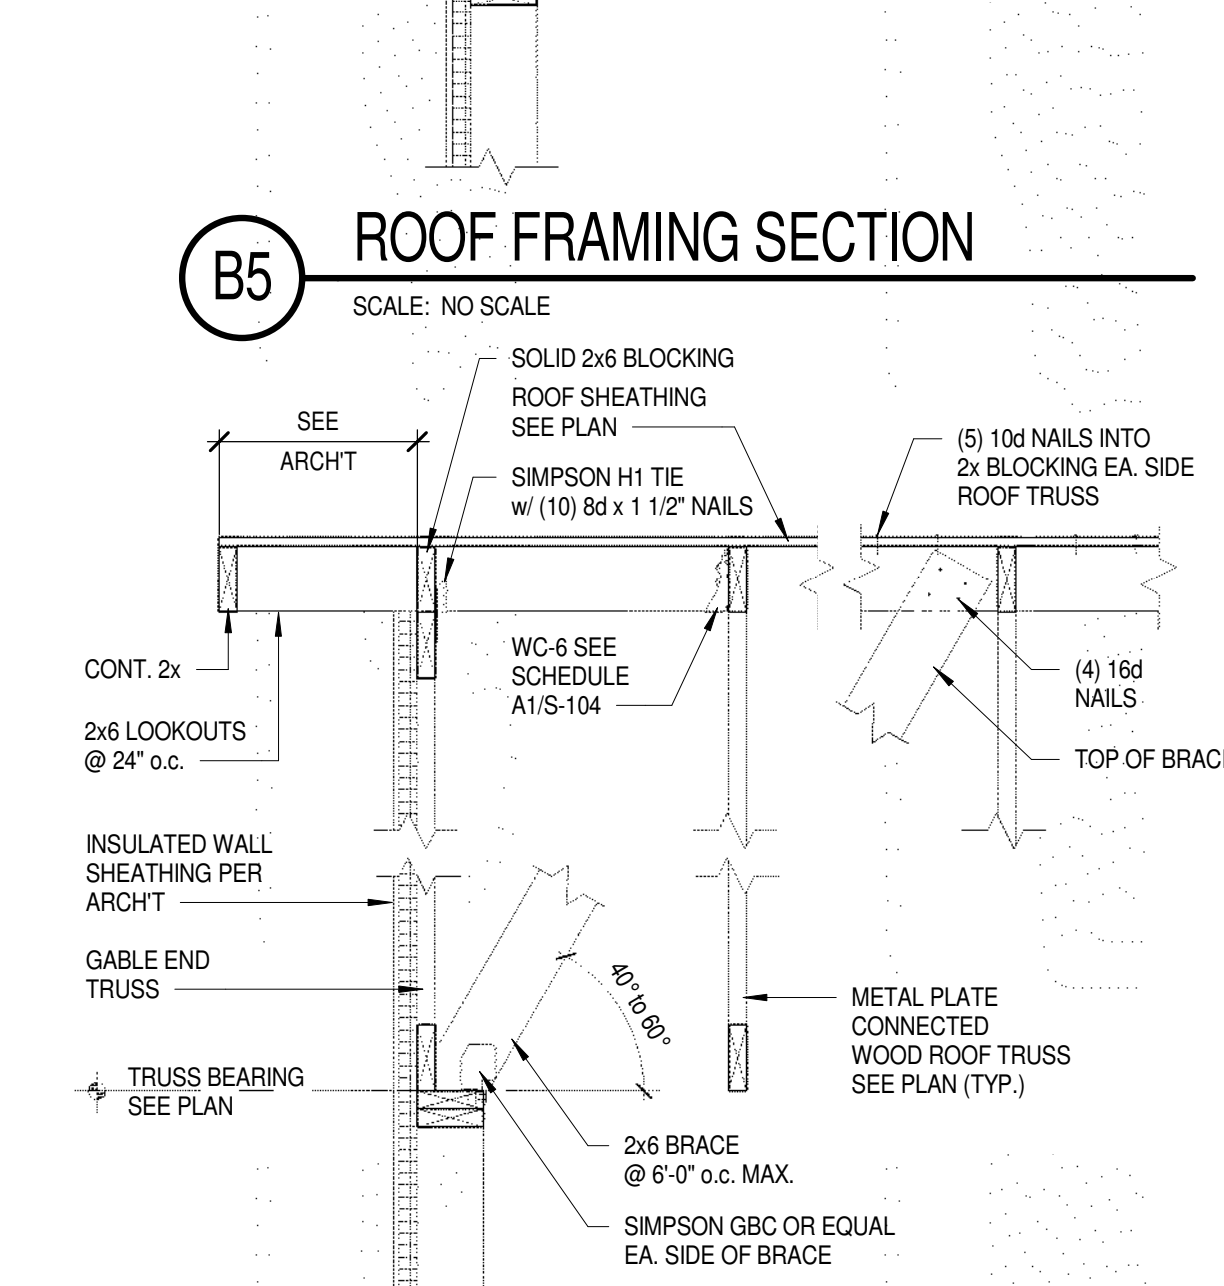 B5
ROOF FRAMING SECTION
SCALE: NO SCALE
SOLID 2x6 BLOCKING
ROOF SHEATHING
SEE PLAN
SEE
ARCH'T
SIMPSON H1 TIE
w/ (10) 8d x 1 1/2" NAILS
(5) 10d NAILS INTO
2x BLOCKING EA. SIDE
ROOF TRUSS
CONT. 2x
2x6 LOOKOUTS
@ 24" o.c.
WC-6 SEE
SCHEDULE
A1/S-104
(4) 16d
NAILS
TOP OF
INSULATED WALL
SHEATHING PER
ARCH'T
GABLE END
TRUSS
40° to 60°
METAL PLATE
CONNECTED
WOOD ROOF TRUSS
SEE PLAN (TYP.)
TRUSS BEARING
SEE PLAN
2x6 BRACE
@ 6'-0" o.c. MAX.
SIMPSON GBC OR EQUAL
EA. SIDE OF BRACE